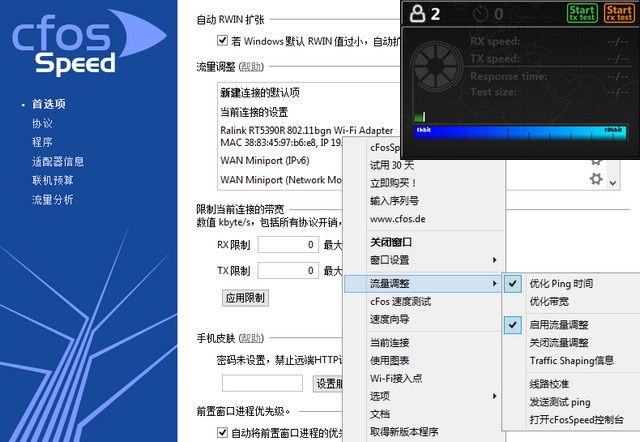 cfos
Speed
首选项
协议
程序
适配器信息
联机预算
流量分析
自动 RWIN 扩张
若 Windows 默认 RWIN 值过小，自动扩
流量调整 (帮助)
新建连接的默认项
当前连接的设置
Ralink RT5390R 802.11bgn Wi-Fi Adapter
MAC 38:83:45:97:b6:e8, IP 19
WAN Miniport (IPv6)
WAN Miniport (Network Mo
限制当前连接的带宽
数值 kbyte/s，包括所有协议开销，
RX 限制
0
最大
TX 限制
0
最大
应用限制
手机皮肤 (帮助)
密码未设置，禁止远端HTTP访
设置服
前置窗口进程优先级。
自动将前置窗口进程的优先
2
0
Start
tx test
Start
rx test
RX speed:
--/--
TX speed:
--/--
Response time:
--/--
Test size:
--/--
1kbit
10kbit
cFosSp
试用 30 天
立即购买！
输入序列号
www.cfos.de
关闭窗口
窗口设置
流量调整
cFos 速度测试
速度向导
当前连接
使用图表
Wi-Fi接入点
选项
文档
取得新版本程序
优化 Ping 时间
优化带宽
启用流量调整
关闭流量调整
Traffic Shaping信息
线路校准
发送测试 ping
打开cFosSpeed控制台